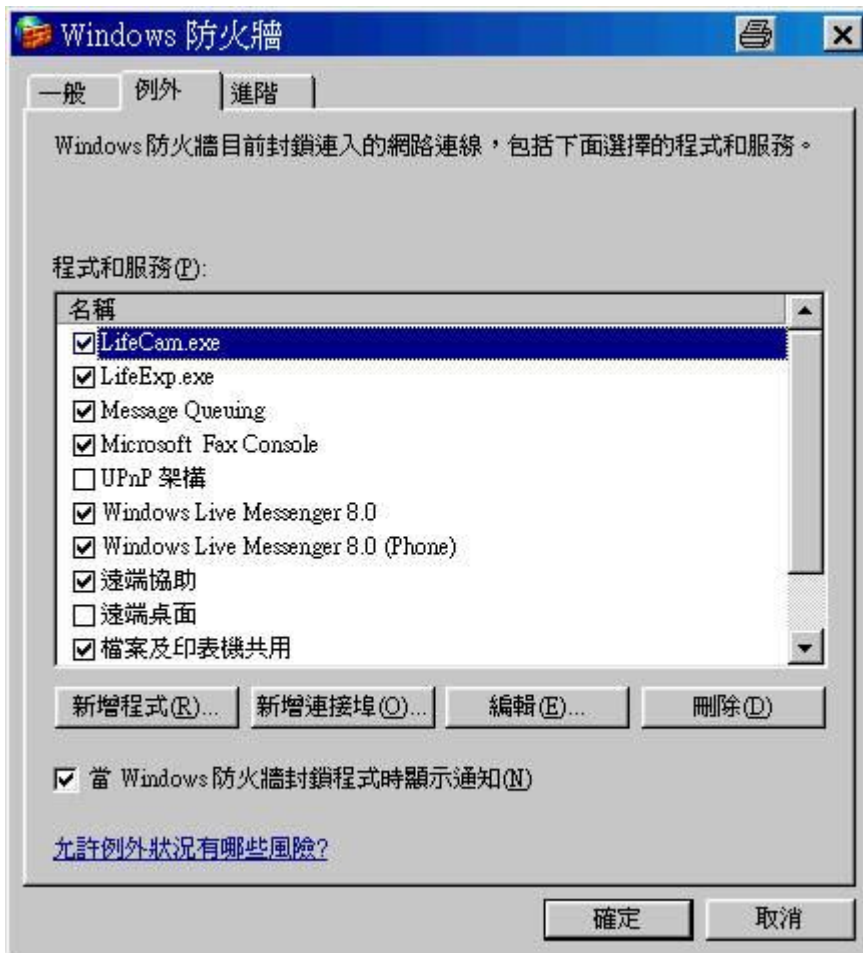 Windows 防火牆
一般
例外
進階
Windows 防火牆目前封鎖連入的網路連線，包括下面選擇的程式和服務。
程式和服務(P):
名稱
LifeCam.exe
LifeExp.exe
Message Queuing
Microsoft Fax Console
UPnP 架構
Windows Live Messenger 8.0
Windows Live Messenger 8.0 (Phone)
遠端協助
遠端桌面
檔案及印表機共用
新增程式(R)...
新增連接埠(O)...
編輯(E)...
刪除(D)
當 Windows 防火牆封鎖程式時顯示通知(N)
允許例外狀況有哪些風險?
確定
取消